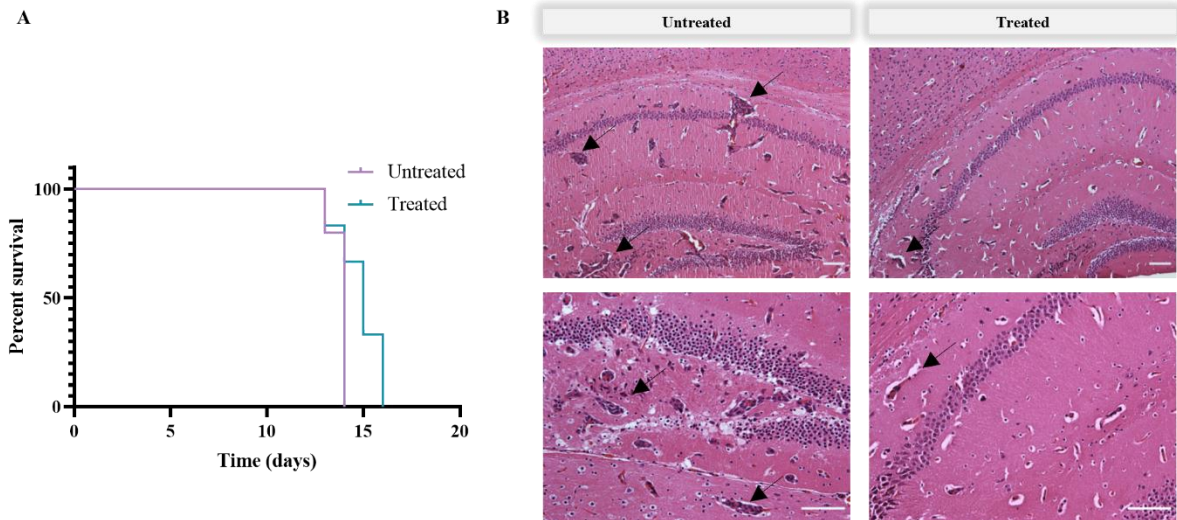 A
B
Untreated
Treated
Untreated
Treated
100
50
0
Percent survival
0 5 10 15 20
Time (days)